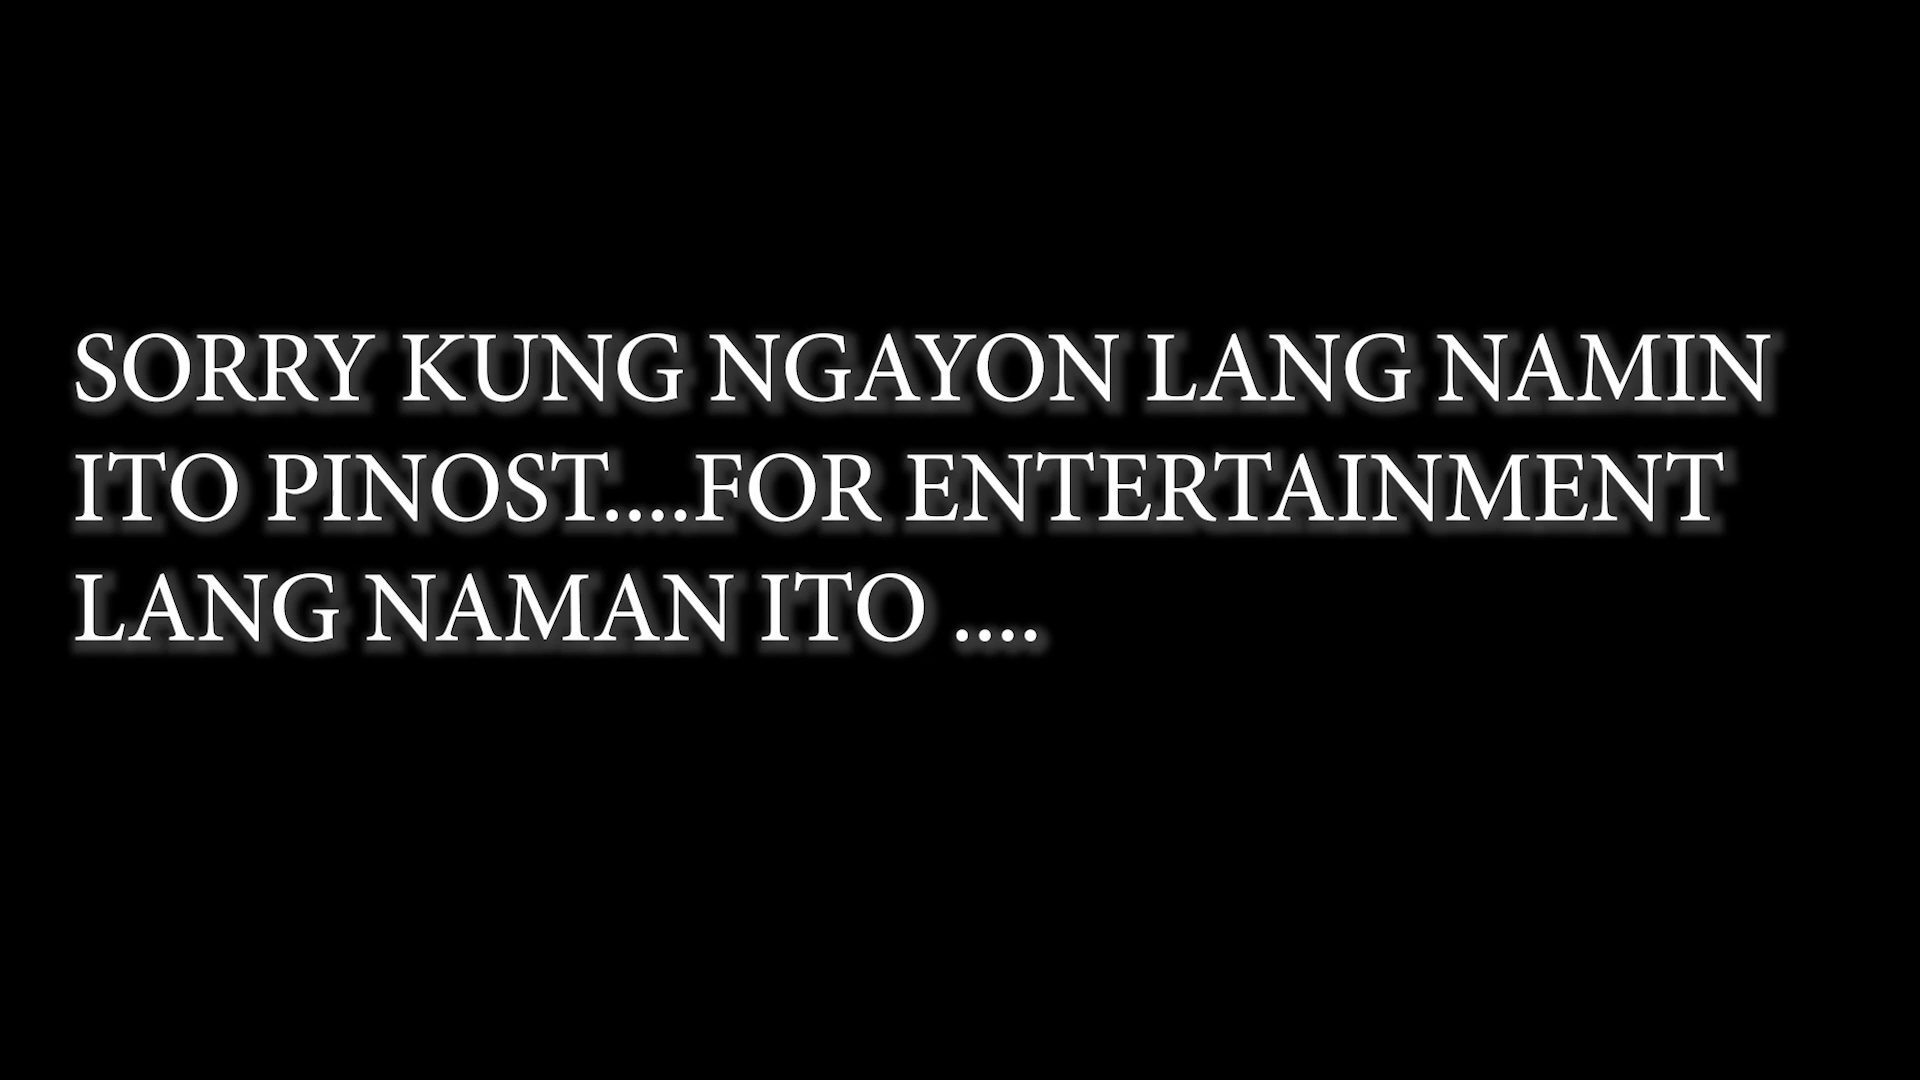 SORRY KUNG NGAYON LANG NAMIN
ITO PINOST....FOR ENTERTAINMENT
LANG NAMAN ITO ....